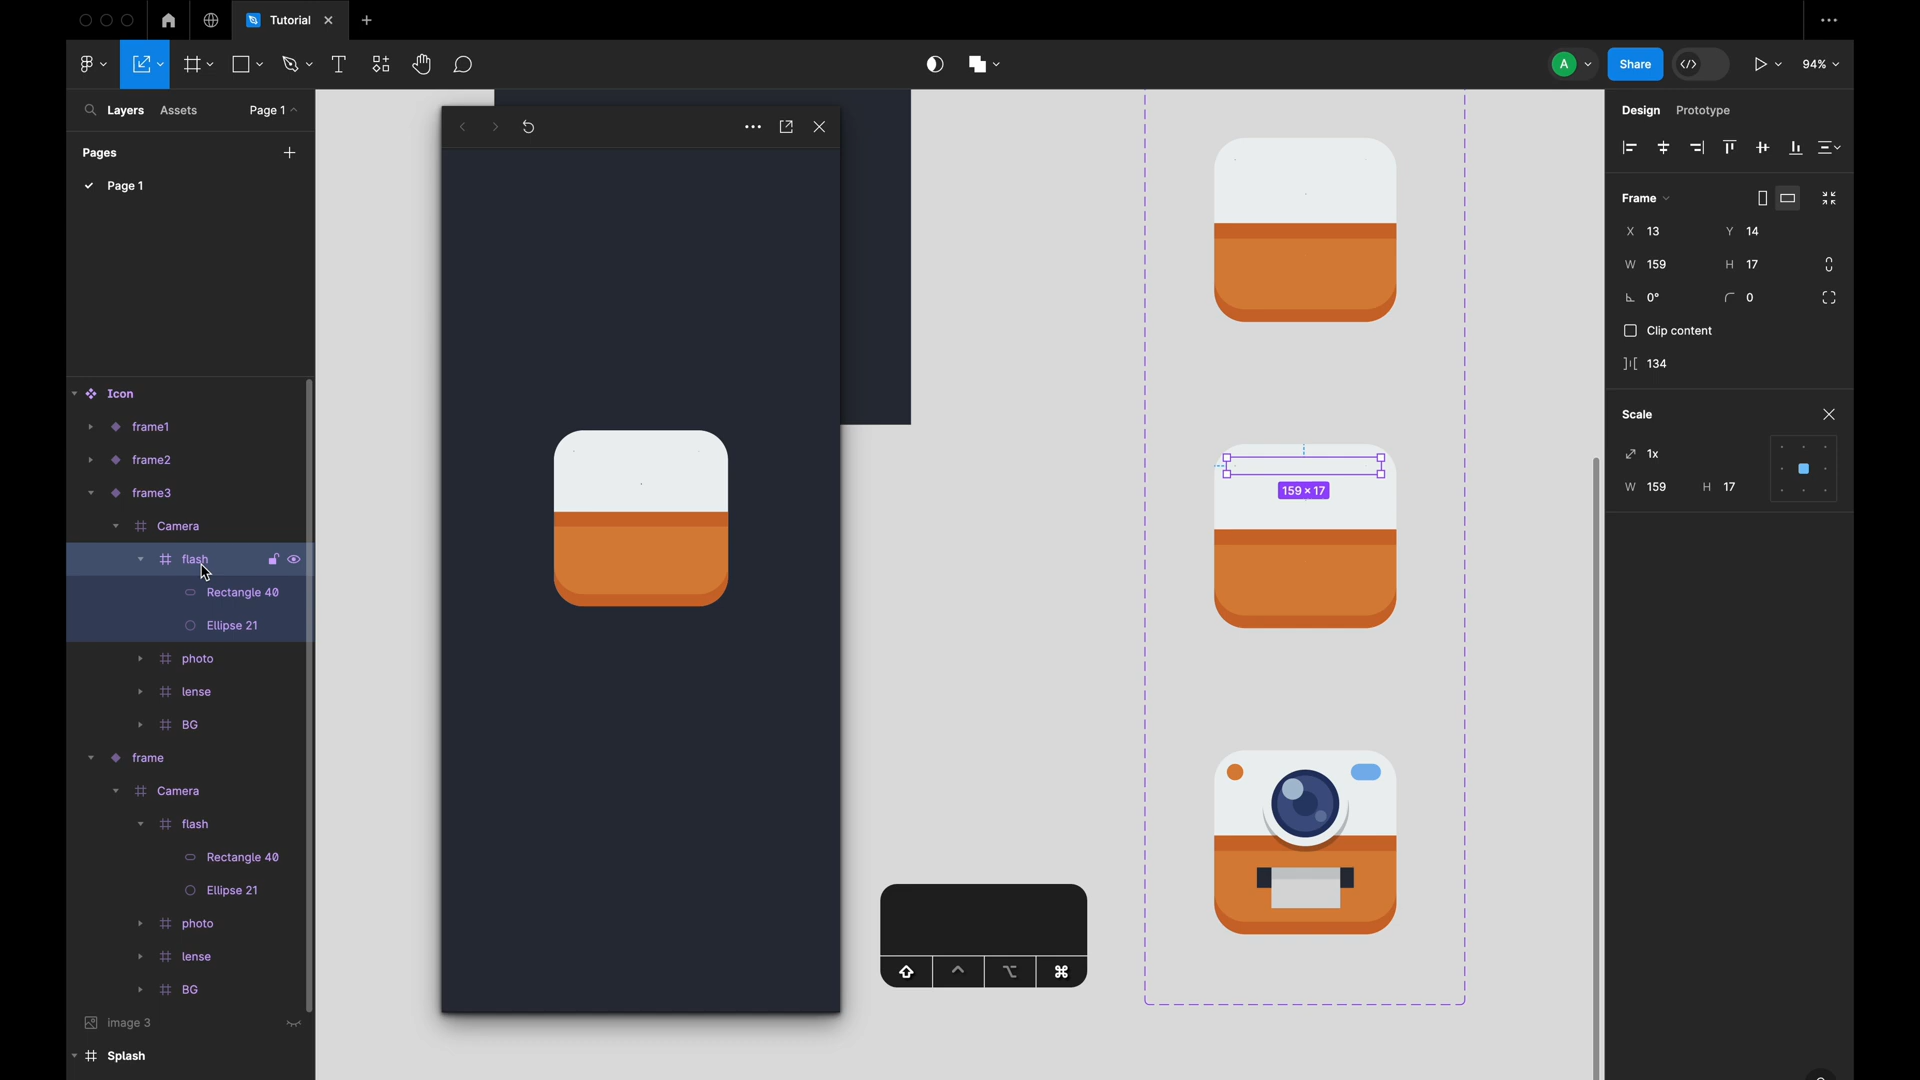 Tutorial
A
Share
94%
Layers
Assets
Page 1
Pages
Page 1
Icon
frame1
frame2
frame3
Camera
flash
Rectangle 40
Ellipse 21
photo
lense
BG
frame
Camera
flash
Rectangle 40
Ellipse 21
photo
lense
BG
image 3
Splash
159 × 17
Design
Prototype
Frame
X 13 Y 14
W 159 H 17
0° 0
Clip content
134
Scale
1x
W 159 H 17